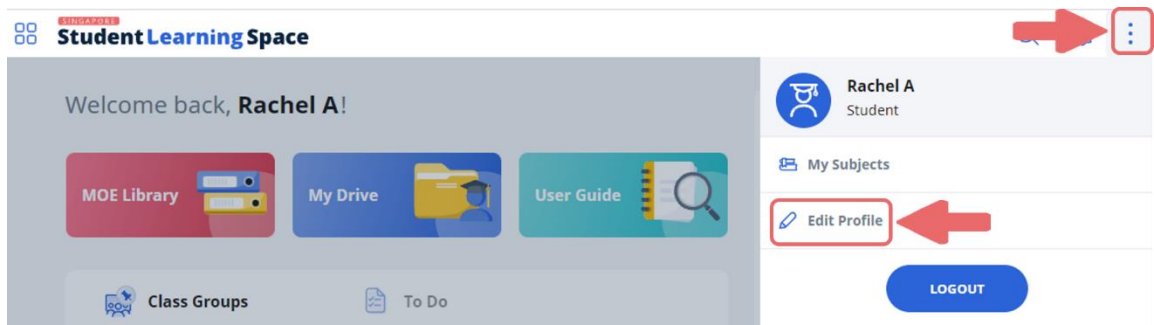 SINGAPORE
Student Learning Space
Welcome back, Rachel A!
MOE Library
My Drive
User Guide
Class Groups
To Do
Rachel A
Student
My Subjects
Edit Profile
LOGOUT